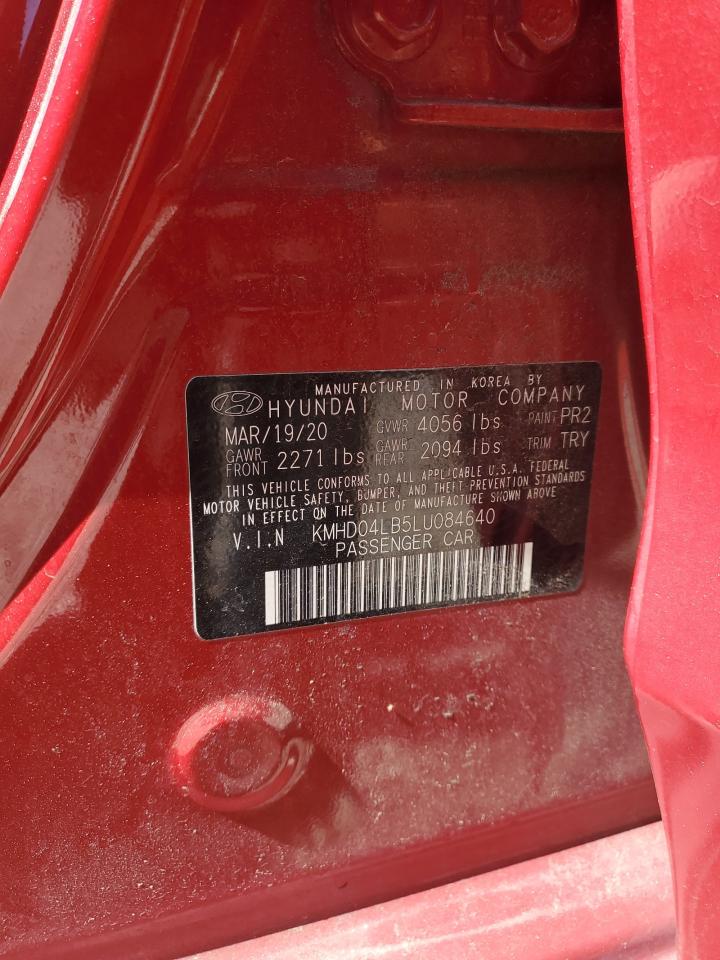 MANUFACTURED IN KOREA BY
HYUNDAI MOTOR COMPANY
MAR/19/20 GVWR 4056 lbs PAINT PR2
GAWR FRONT 2271 lbs GAWR REAR 2094 lbs TRIM TRY
THIS VEHICLE CONFORMS TO ALL APPLICABLE U.S.A. FEDERAL
MOTOR VEHICLE SAFETY, BUMPER, AND THEFT PREVENTION STANDARDS
IN EFFECT ON THE DATE OF MANUFACTURE SHOWN ABOVE
V.I.N KMHD04LB5LU084640
PASSENGER CAR